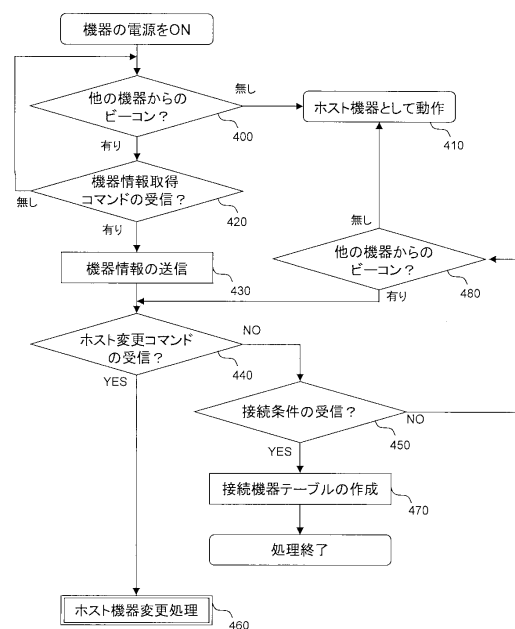 機器の電源をON
他の機器からの
ビーコン？
400
無し
ホスト機器として動作
410
有り
機器情報取得
コマンドの受信？
420
無し
有り
機器情報の送信
430
無し
他の機器からの
ビーコン？
480
有り
ホスト変更コマンド
の受信？
440
NO
YES
接続条件の受信？
450
NO
YES
接続機器テーブルの作成
470
処理終了
ホスト機器変更処理
460